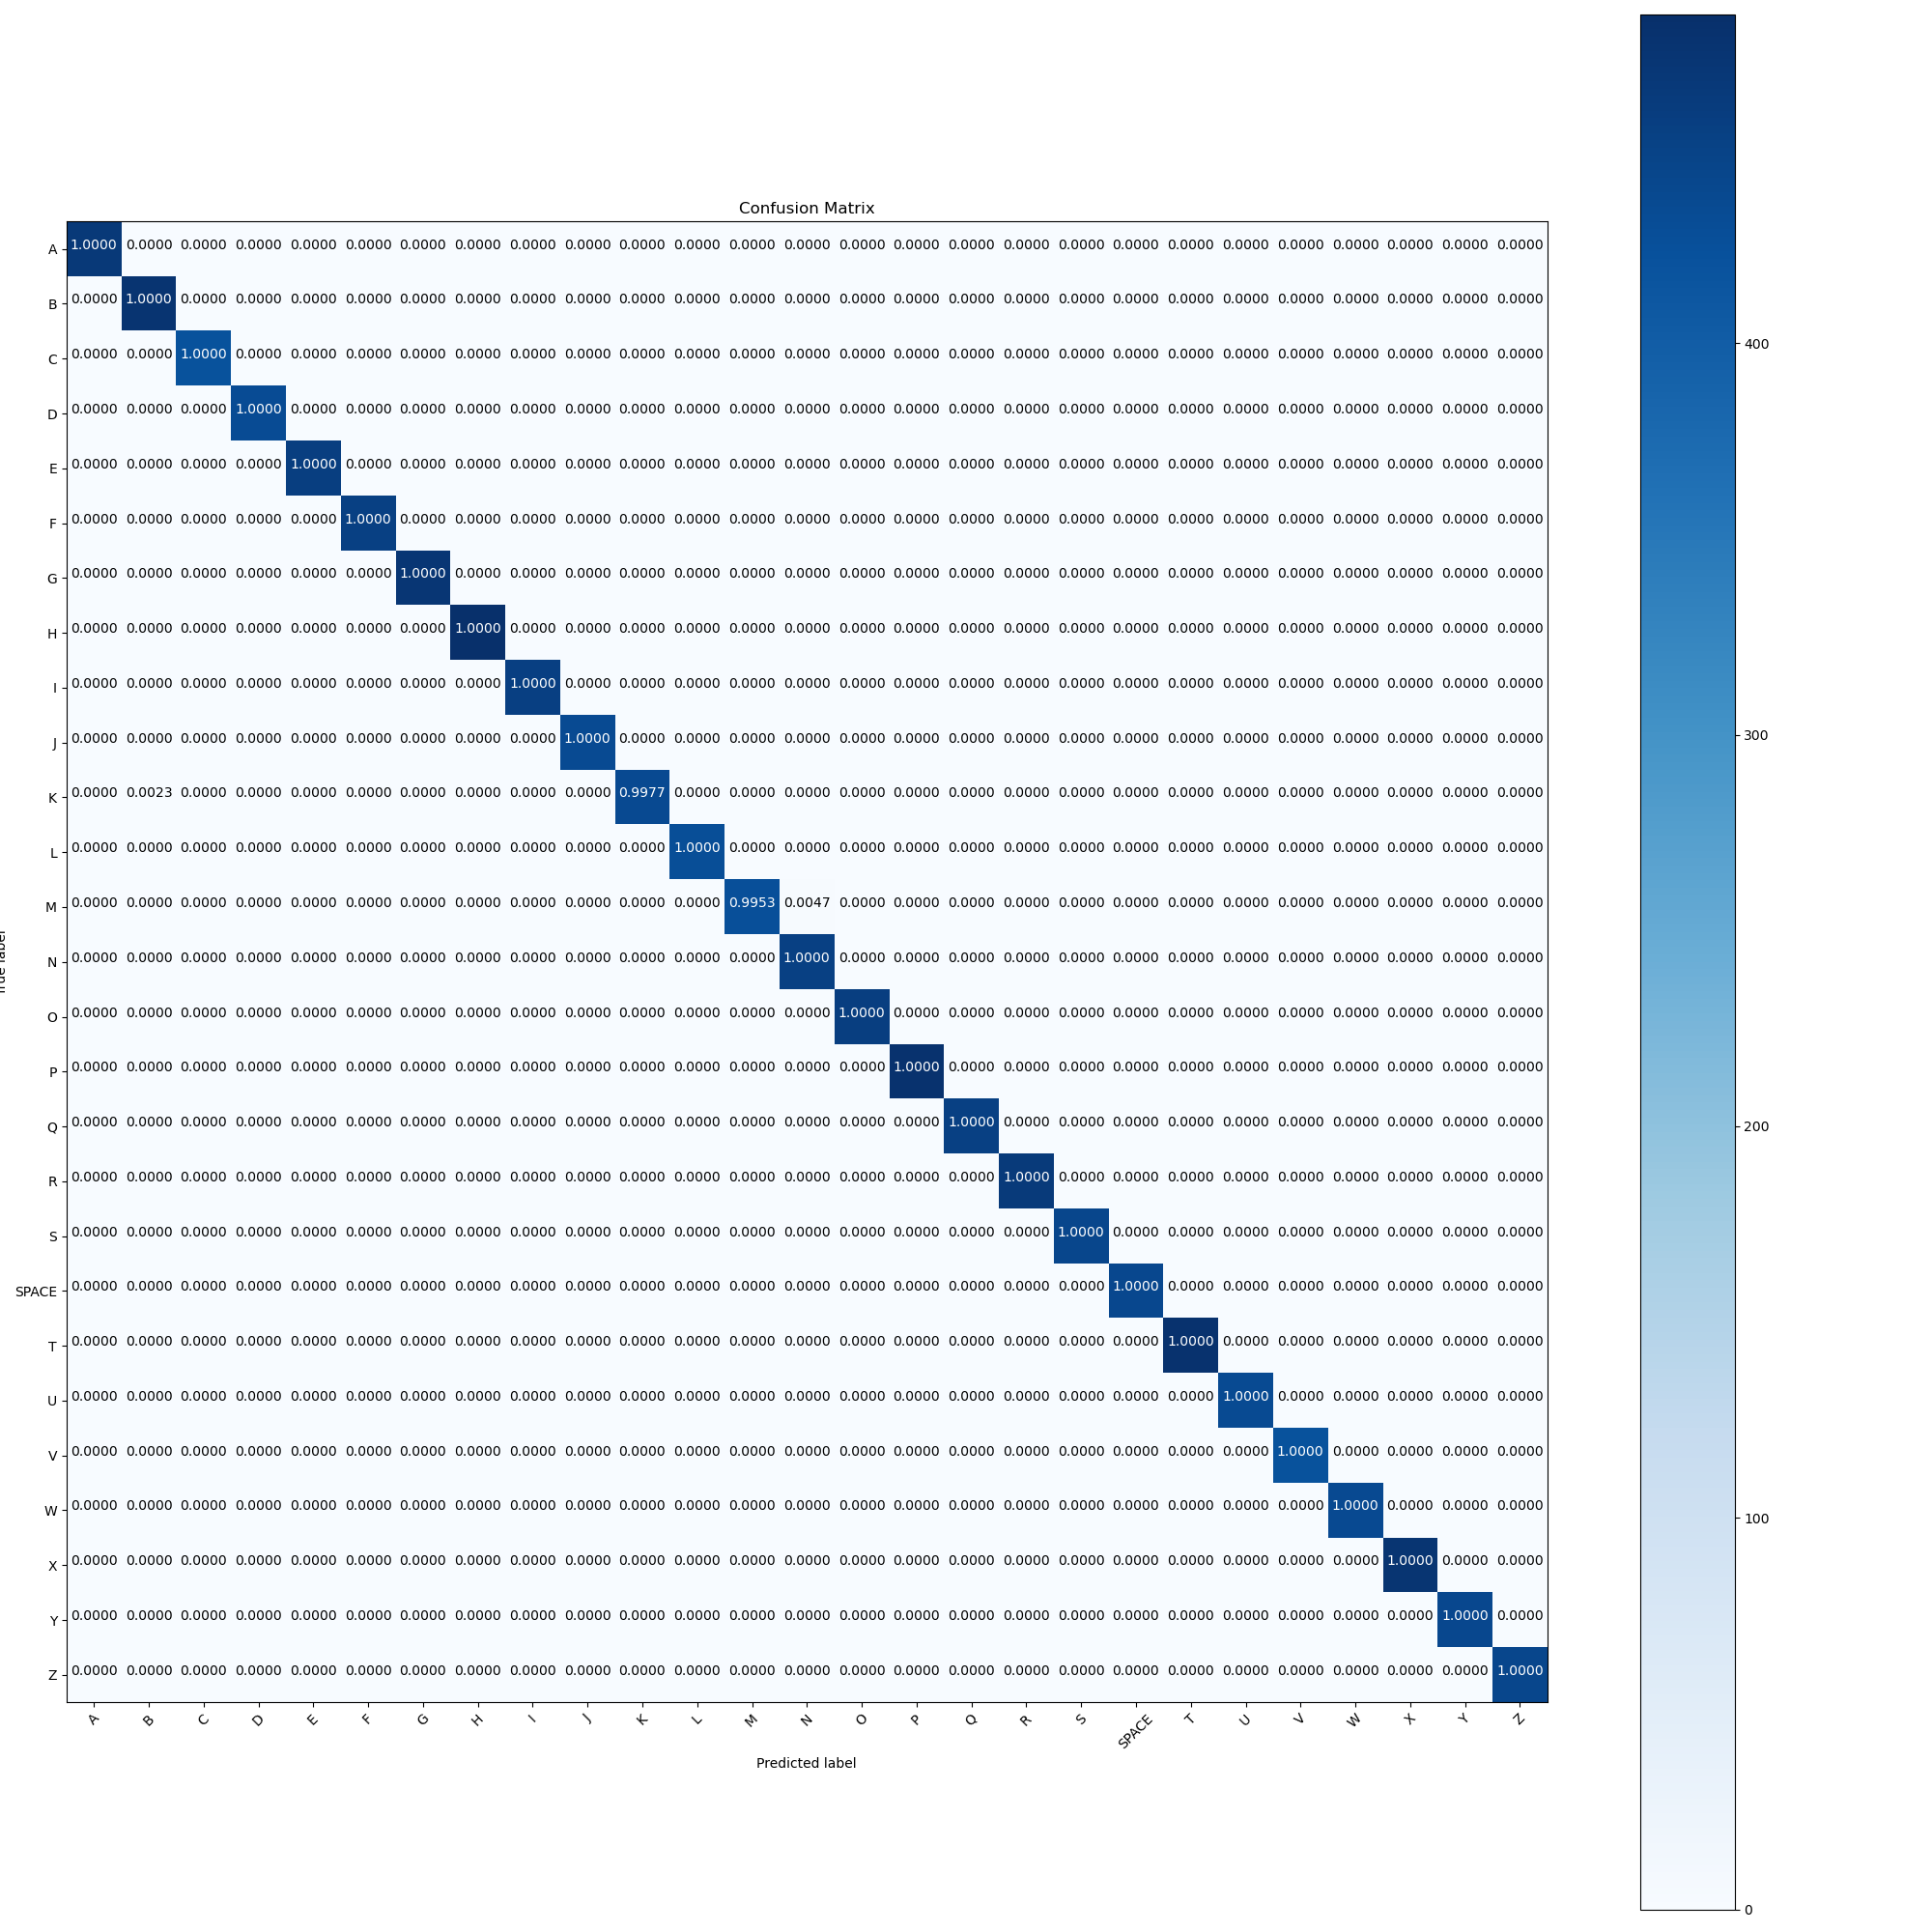 Confusion Matrix
A 1.0000 0.0000 0.0000 0.0000 0.0000 0.0000 0.0000 0.0000 0.0000 0.0000 0.0000 0.0000 0.0000 0.0000 0.0000 0.0000 0.0000 0.0000 0.0000 0.0000 0.0000 0.0000 0.0000 0.0000 0.0000 0.0000 0.0000
B 0.0000 1.0000 0.0000 0.0000 0.0000 0.0000 0.0000 0.0000 0.0000 0.0000 0.0000 0.0000 0.0000 0.0000 0.0000 0.0000 0.0000 0.0000 0.0000 0.0000 0.0000 0.0000 0.0000 0.0000 0.0000 0.0000 0.0000
C 0.0000 0.0000 1.0000 0.0000 0.0000 0.0000 0.0000 0.0000 0.0000 0.0000 0.0000 0.0000 0.0000 0.0000 0.0000 0.0000 0.0000 0.0000 0.0000 0.0000 0.0000 0.0000 0.0000 0.0000 0.0000 0.0000 0.0000
D 0.0000 0.0000 0.0000 1.0000 0.0000 0.0000 0.0000 0.0000 0.0000 0.0000 0.0000 0.0000 0.0000 0.0000 0.0000 0.0000 0.0000 0.0000 0.0000 0.0000 0.0000 0.0000 0.0000 0.0000 0.0000 0.0000 0.0000
E 0.0000 0.0000 0.0000 0.0000 1.0000 0.0000 0.0000 0.0000 0.0000 0.0000 0.0000 0.0000 0.0000 0.0000 0.0000 0.0000 0.0000 0.0000 0.0000 0.0000 0.0000 0.0000 0.0000 0.0000 0.0000 0.0000 0.0000
F 0.0000 0.0000 0.0000 0.0000 0.0000 1.0000 0.0000 0.0000 0.0000 0.0000 0.0000 0.0000 0.0000 0.0000 0.0000 0.0000 0.0000 0.0000 0.0000 0.0000 0.0000 0.0000 0.0000 0.0000 0.0000 0.0000 0.0000
G 0.0000 0.0000 0.0000 0.0000 0.0000 0.0000 1.0000 0.0000 0.0000 0.0000 0.0000 0.0000 0.0000 0.0000 0.0000 0.0000 0.0000 0.0000 0.0000 0.0000 0.0000 0.0000 0.0000 0.0000 0.0000 0.0000 0.0000
H 0.0000 0.0000 0.0000 0.0000 0.0000 0.0000 0.0000 1.0000 0.0000 0.0000 0.0000 0.0000 0.0000 0.0000 0.0000 0.0000 0.0000 0.0000 0.0000 0.0000 0.0000 0.0000 0.0000 0.0000 0.0000 0.0000 0.0000
I 0.0000 0.0000 0.0000 0.0000 0.0000 0.0000 0.0000 0.0000 1.0000 0.0000 0.0000 0.0000 0.0000 0.0000 0.0000 0.0000 0.0000 0.0000 0.0000 0.0000 0.0000 0.0000 0.0000 0.0000 0.0000 0.0000 0.0000
J 0.0000 0.0000 0.0000 0.0000 0.0000 0.0000 0.0000 0.0000 0.0000 1.0000 0.0000 0.0000 0.0000 0.0000 0.0000 0.0000 0.0000 0.0000 0.0000 0.0000 0.0000 0.0000 0.0000 0.0000 0.0000 0.0000 0.0000
K 0.0000 0.0023 0.0000 0.0000 0.0000 0.0000 0.0000 0.0000 0.0000 0.0000 0.9977 0.0000 0.0000 0.0000 0.0000 0.0000 0.0000 0.0000 0.0000 0.0000 0.0000 0.0000 0.0000 0.0000 0.0000 0.0000 0.0000
L 0.0000 0.0000 0.0000 0.0000 0.0000 0.0000 0.0000 0.0000 0.0000 0.0000 0.0000 1.0000 0.0000 0.0000 0.0000 0.0000 0.0000 0.0000 0.0000 0.0000 0.0000 0.0000 0.0000 0.0000 0.0000 0.0000 0.0000
M 0.0000 0.0000 0.0000 0.0000 0.0000 0.0000 0.0000 0.0000 0.0000 0.0000 0.0000 0.0000 0.9953 0.0047 0.0000 0.0000 0.0000 0.0000 0.0000 0.0000 0.0000 0.0000 0.0000 0.0000 0.0000 0.0000 0.0000
N 0.0000 0.0000 0.0000 0.0000 0.0000 0.0000 0.0000 0.0000 0.0000 0.0000 0.0000 0.0000 0.0000 1.0000 0.0000 0.0000 0.0000 0.0000 0.0000 0.0000 0.0000 0.0000 0.0000 0.0000 0.0000 0.0000 0.0000
O 0.0000 0.0000 0.0000 0.0000 0.0000 0.0000 0.0000 0.0000 0.0000 0.0000 0.0000 0.0000 0.0000 0.0000 1.0000 0.0000 0.0000 0.0000 0.0000 0.0000 0.0000 0.0000 0.0000 0.0000 0.0000 0.0000 0.0000
P 0.0000 0.0000 0.0000 0.0000 0.0000 0.0000 0.0000 0.0000 0.0000 0.0000 0.0000 0.0000 0.0000 0.0000 0.0000 1.0000 0.0000 0.0000 0.0000 0.0000 0.0000 0.0000 0.0000 0.0000 0.0000 0.0000 0.0000
Q 0.0000 0.0000 0.0000 0.0000 0.0000 0.0000 0.0000 0.0000 0.0000 0.0000 0.0000 0.0000 0.0000 0.0000 0.0000 0.0000 1.0000 0.0000 0.0000 0.0000 0.0000 0.0000 0.0000 0.0000 0.0000 0.0000 0.0000
R 0.0000 0.0000 0.0000 0.0000 0.0000 0.0000 0.0000 0.0000 0.0000 0.0000 0.0000 0.0000 0.0000 0.0000 0.0000 0.0000 0.0000 1.0000 0.0000 0.0000 0.0000 0.0000 0.0000 0.0000 0.0000 0.0000 0.0000
S 0.0000 0.0000 0.0000 0.0000 0.0000 0.0000 0.0000 0.0000 0.0000 0.0000 0.0000 0.0000 0.0000 0.0000 0.0000 0.0000 0.0000 0.0000 1.0000 0.0000 0.0000 0.0000 0.0000 0.0000 0.0000 0.0000 0.0000
SPACE 0.0000 0.0000 0.0000 0.0000 0.0000 0.0000 0.0000 0.0000 0.0000 0.0000 0.0000 0.0000 0.0000 0.0000 0.0000 0.0000 0.0000 0.0000 0.0000 1.0000 0.0000 0.0000 0.0000 0.0000 0.0000 0.0000 0.0000
T 0.0000 0.0000 0.0000 0.0000 0.0000 0.0000 0.0000 0.0000 0.0000 0.0000 0.0000 0.0000 0.0000 0.0000 0.0000 0.0000 0.0000 0.0000 0.0000 0.0000 1.0000 0.0000 0.0000 0.0000 0.0000 0.0000 0.0000
U 0.0000 0.0000 0.0000 0.0000 0.0000 0.0000 0.0000 0.0000 0.0000 0.0000 0.0000 0.0000 0.0000 0.0000 0.0000 0.0000 0.0000 0.0000 0.0000 0.0000 0.0000 1.0000 0.0000 0.0000 0.0000 0.0000 0.0000
V 0.0000 0.0000 0.0000 0.0000 0.0000 0.0000 0.0000 0.0000 0.0000 0.0000 0.0000 0.0000 0.0000 0.0000 0.0000 0.0000 0.0000 0.0000 0.0000 0.0000 0.0000 0.0000 1.0000 0.0000 0.0000 0.0000 0.0000
W 0.0000 0.0000 0.0000 0.0000 0.0000 0.0000 0.0000 0.0000 0.0000 0.0000 0.0000 0.0000 0.0000 0.0000 0.0000 0.0000 0.0000 0.0000 0.0000 0.0000 0.0000 0.0000 0.0000 1.0000 0.0000 0.0000 0.0000
X 0.0000 0.0000 0.0000 0.0000 0.0000 0.0000 0.0000 0.0000 0.0000 0.0000 0.0000 0.0000 0.0000 0.0000 0.0000 0.0000 0.0000 0.0000 0.0000 0.0000 0.0000 0.0000 0.0000 0.0000 1.0000 0.0000 0.0000
Y 0.0000 0.0000 0.0000 0.0000 0.0000 0.0000 0.0000 0.0000 0.0000 0.0000 0.0000 0.0000 0.0000 0.0000 0.0000 0.0000 0.0000 0.0000 0.0000 0.0000 0.0000 0.0000 0.0000 0.0000 0.0000 1.0000 0.0000
Z 0.0000 0.0000 0.0000 0.0000 0.0000 0.0000 0.0000 0.0000 0.0000 0.0000 0.0000 0.0000 0.0000 0.0000 0.0000 0.0000 0.0000 0.0000 0.0000 0.0000 0.0000 0.0000 0.0000 0.0000 0.0000 0.0000 1.0000
A B C D E F G H I J K L M N O P Q R S SPACE T U V W X Y Z
Predicted label
400
300
200
100
0